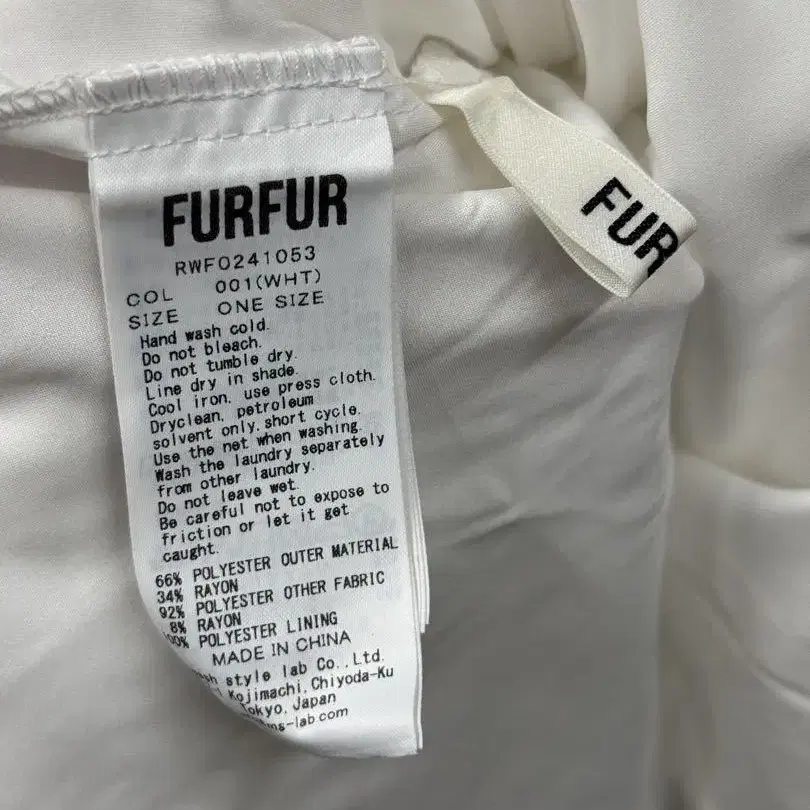 FURFUR
RWF0241053
COL 001(WHT)
SIZE ONE SIZE
Hand wash cold.
Do not bleach.
Do not tumble dry.
Line dry in shade.
Cool iron, use press cloth.
Dryclean, petroleum
solvent only.short cycle.
Use the net when washing.
Wash the laundry separately
from other laundry.
Do not leave wet.
Be careful not to expose to
friction or let it get
caught.
66% POLYESTER OUTER MATERIAL
34% RAYON
92% POLYESTER OTHER FABRIC
8% RAYON
100% POLYESTER LINING
MADE IN CHINA
style lab Co.,Ltd.
Kojimachi,Chiyoda-Ku
Tokyo, Japan
FUR